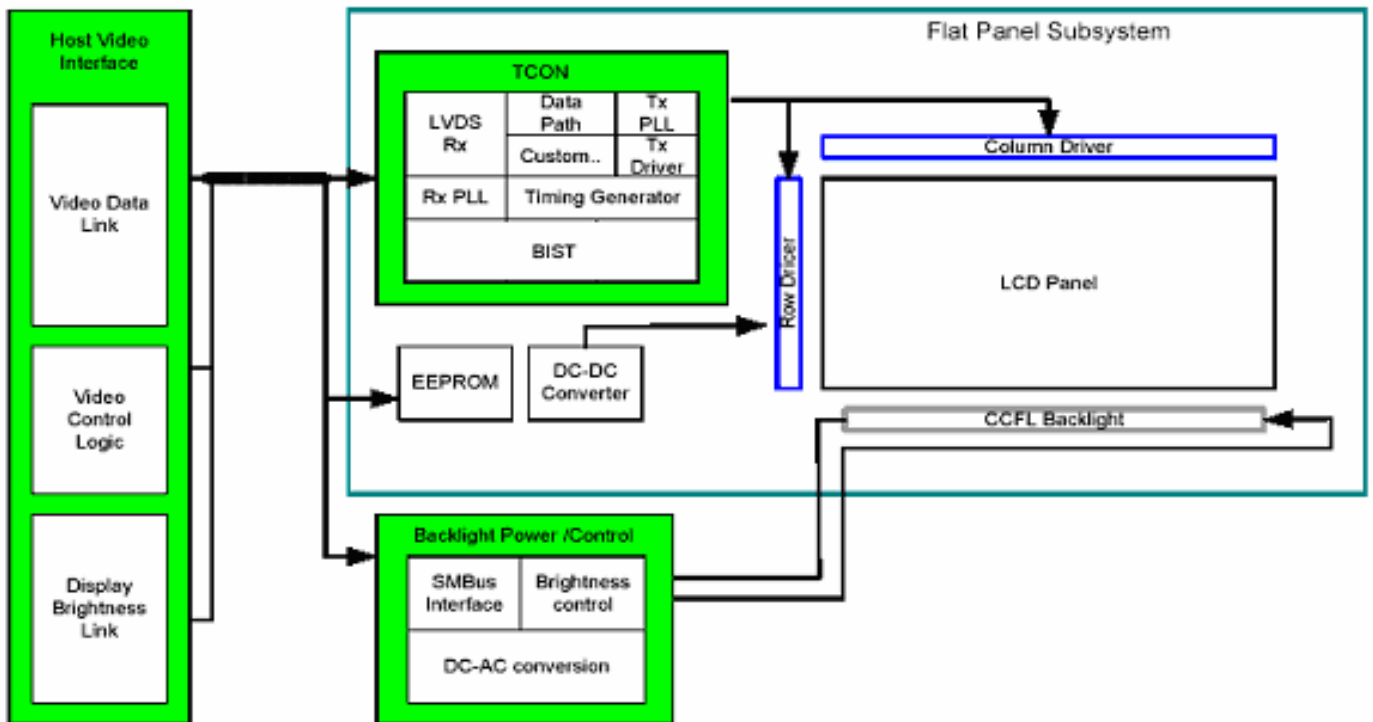 Host Video
Interface
Video Data
Link
Video
Control
Logic
Display
Brightness
Link
Flat Panel Subsystem
TCON
LVDS
Rx
Data
Path
Tx
PLL
Custom..
Tx
Driver
Rx PLL
Timing Generator
BIST
EEPROM
DC-DC
Converter
Row Dricer
Column Driver
LCD Panel
CCFL Backlight
Backlight Power /Control
SMBus
Interface
Brightness
control
DC-AC conversion